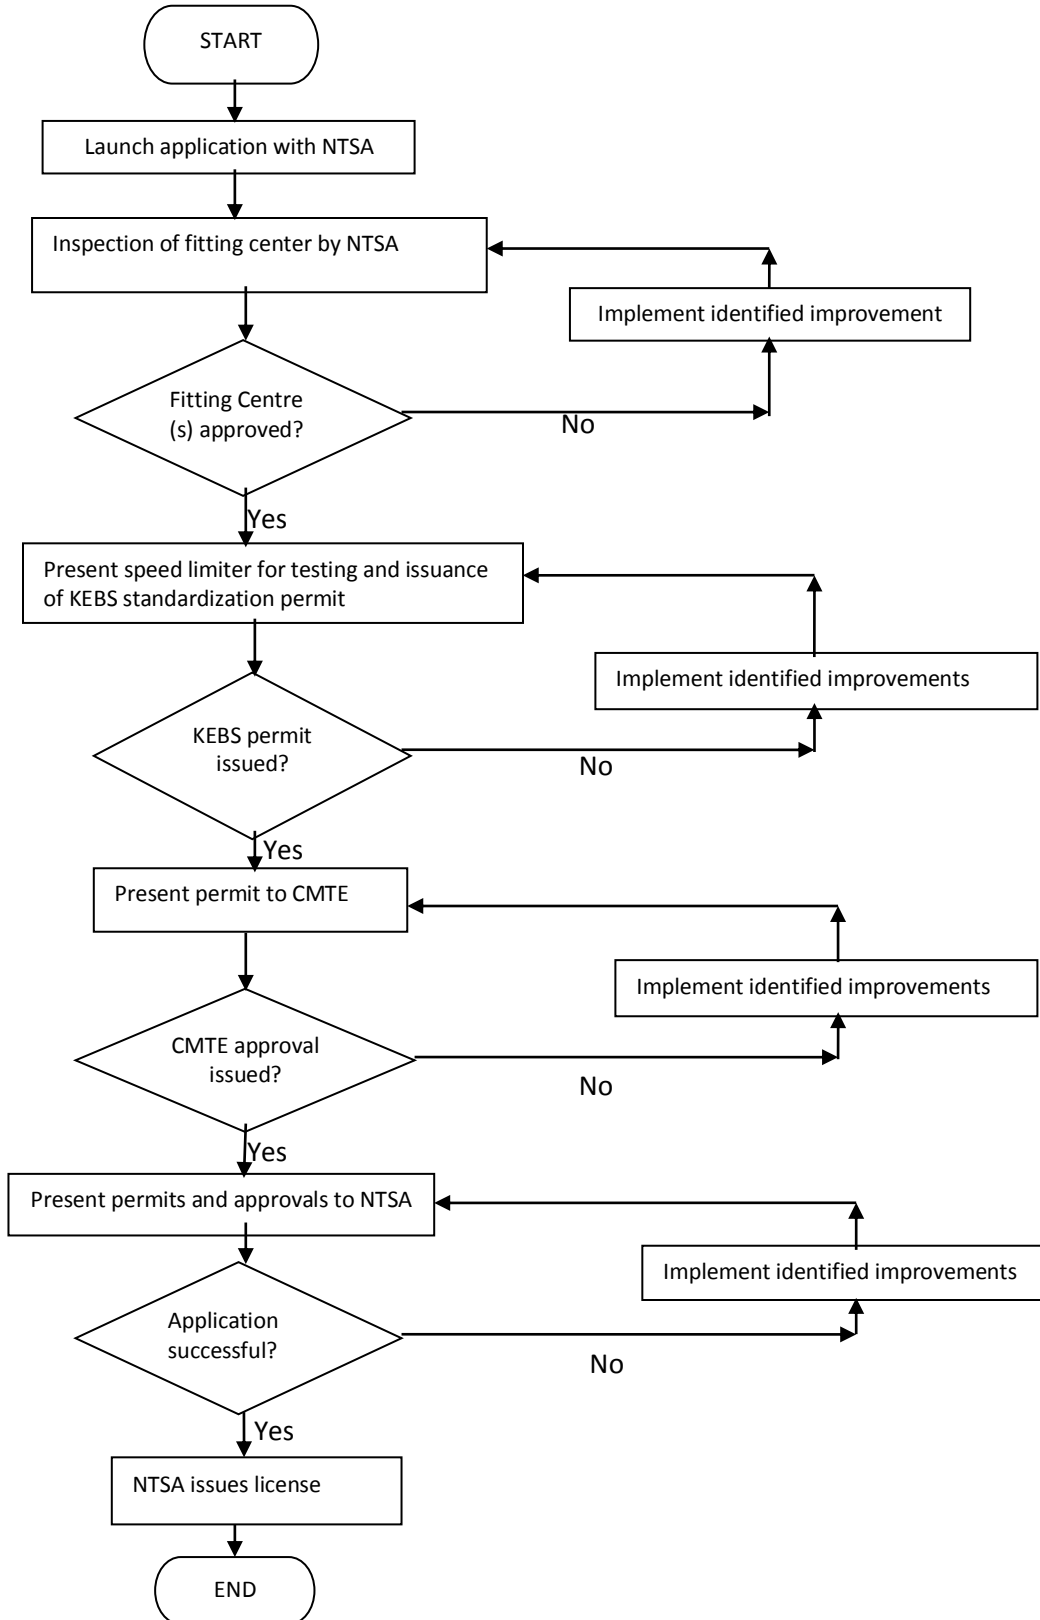 START
Launch application with NTSA
Inspection of fitting center by NTSA
Implement identified improvement
Fitting Centre
(s) approved?
No
Yes
Present speed limiter for testing and issuance
of KEBS standardization permit
Implement identified improvements
KEBS permit
issued?
No
Yes
Present permit to CMTE
Implement identified improvements
CMTE approval
issued?
No
Yes
Present permits and approvals to NTSA
Implement identified improvements
Application
successful?
No
Yes
NTSA issues license
END